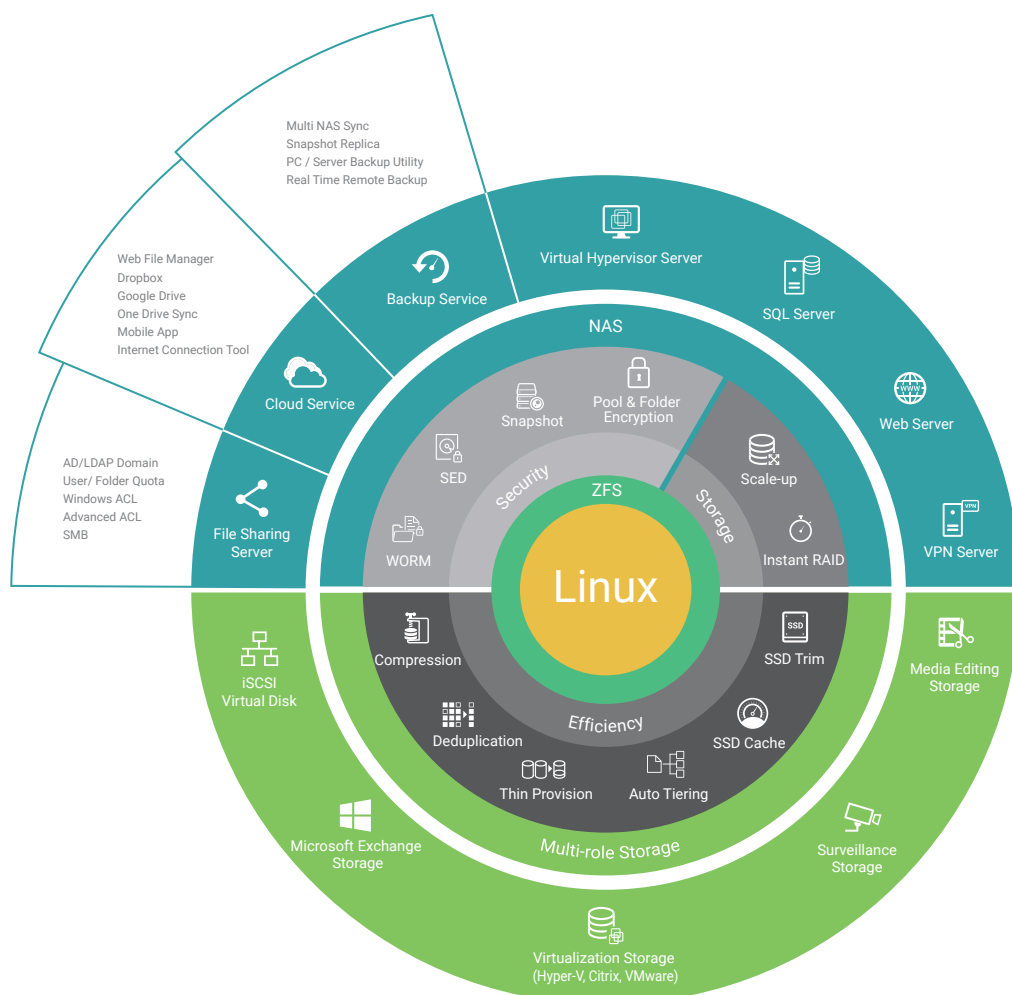 Multi NAS Sync
Snapshot Replica
PC / Server Backup Utility
Real Time Remote Backup
Web File Manager
Dropbox
Google Drive
One Drive Sync
Mobile App
Internet Connection Tool
AD/LDAP Domain
User/ Folder Quota
Windows ACL
Advanced ACL
SMB
Backup Service
Cloud Service
File Sharing
Server
Virtual Hypervisor Server
SQL Server
WWW
Web Server
VPN
VPN Server
NAS
Pool & Folder
Encryption
Snapshot
SED
WORM
Security
Storage
Scale-up
Instant RAID
ZFS
Linux
Compression
Deduplication
Thin Provision
Auto Tiering
SSD Cache
SSD
SSD Trim
Efficiency
Multi-role Storage
iSCSI
Virtual Disk
Microsoft Exchange
Storage
Virtualization Storage
(Hyper-V, Citrix, VMware)
Surveillance
Storage
Media Editing
Storage